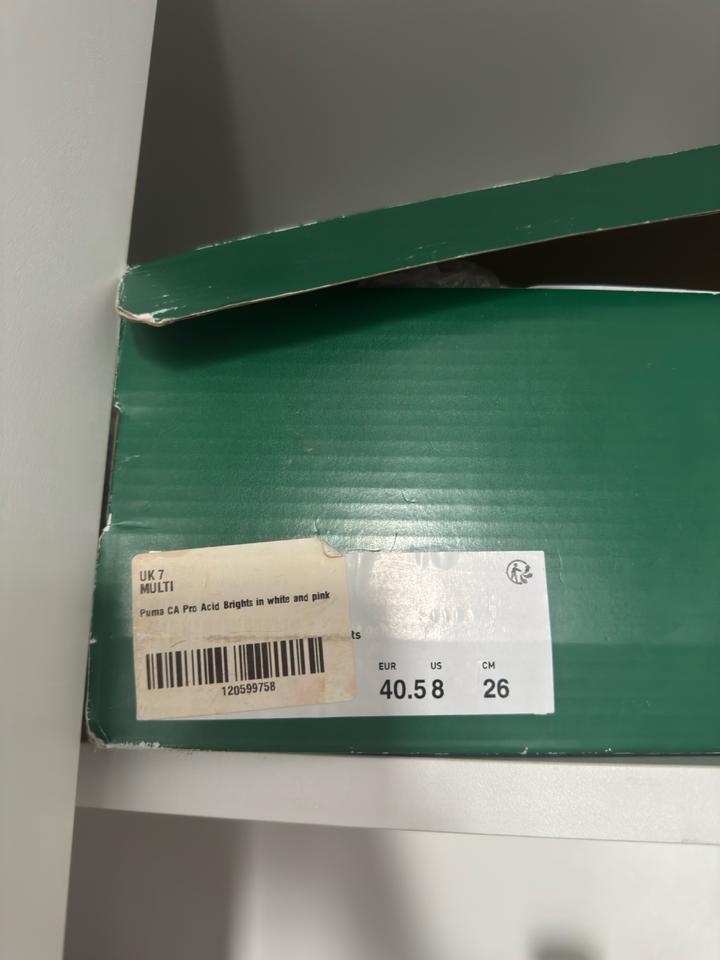 UK 7
MULTI
Puma CA Pro Acid Brights in white and pink
120599758
ts
EUR US CM
40.5 8 26